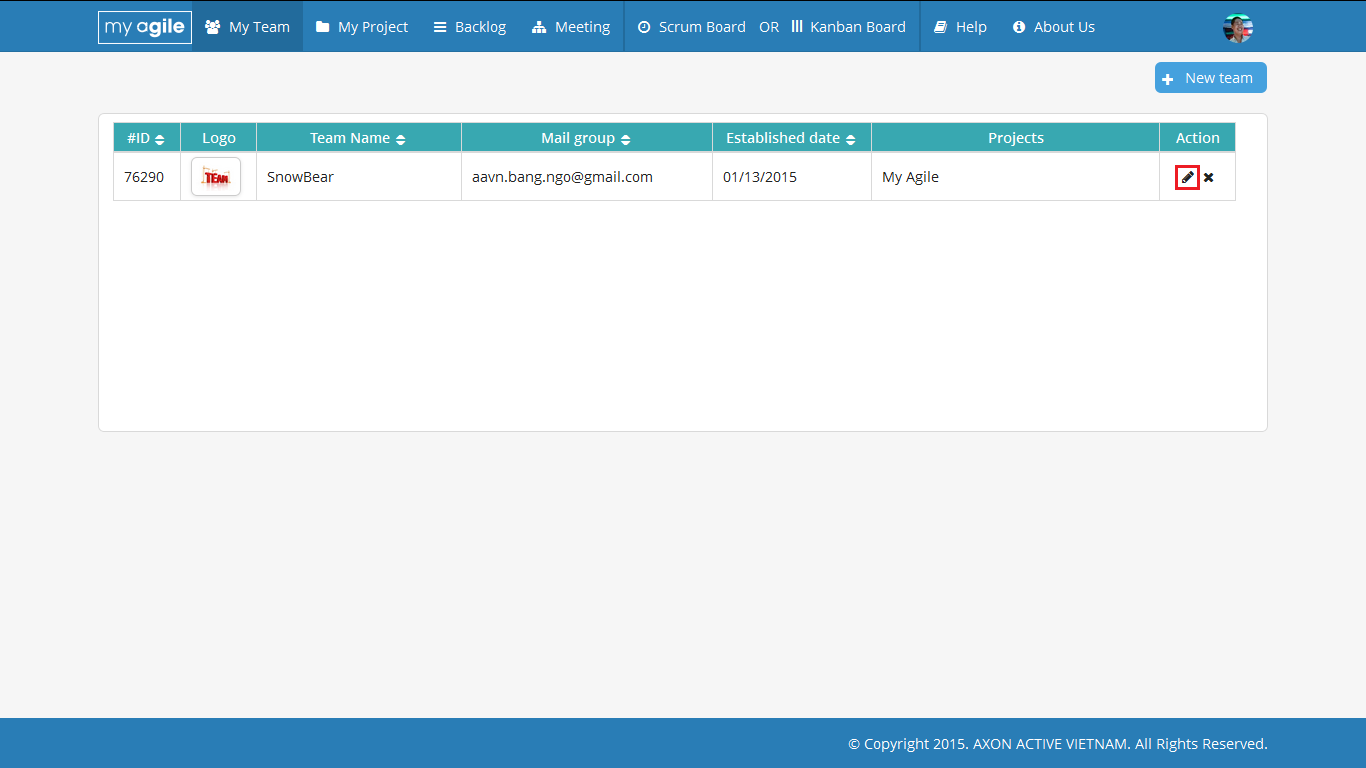 my agile My Team My Project Backlog Meeting Scrum Board OR Kanban Board Help About Us
New team
#ID Logo Team Name Mail group Established date Projects Action
76290 TEAM SnowBear aavn.bang.ngo@gmail.com 01/13/2015 My Agile
© Copyright 2015. AXON ACTIVE VIETNAM. All Rights Reserved.